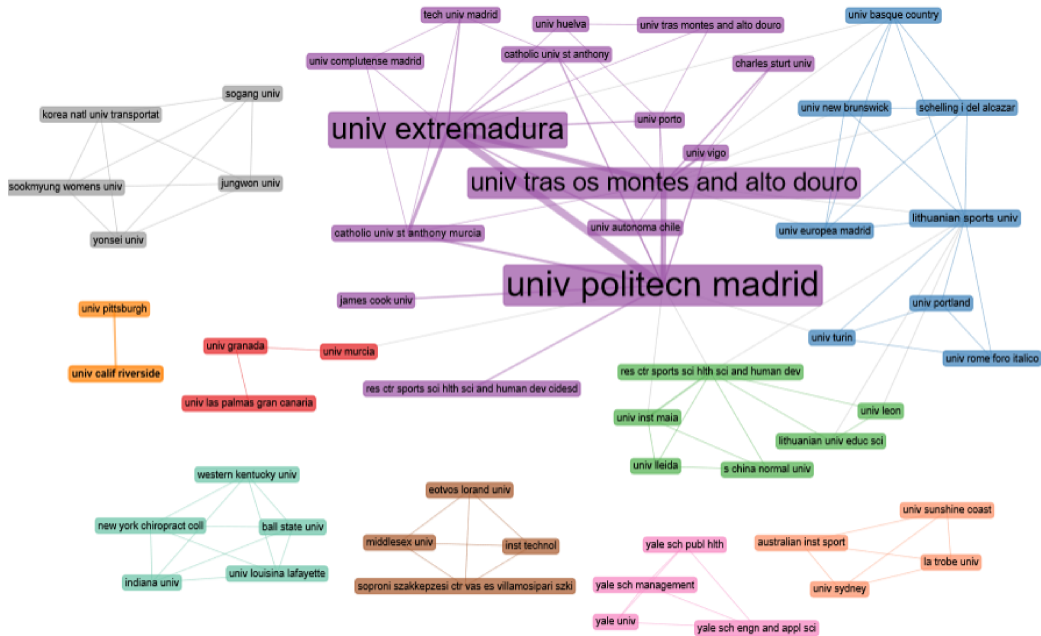 tech univ madrid
univ huelva
univ tras montes and alto douro
univ basque country
univ complutense madrid
catholic univ st anthony
charles sturt univ
sogang univ
korea natl univ transportat
univ new brunswick
schelling i del alcazar
univ extremadura
univ porto
univ vigo
sookmyung womens univ
jungwon univ
univ tras os montes and alto douro
lithuanian sports univ
yonsei univ
catholic univ st anthony murcia
univ autonoma chile
univ europea madrid
univ politecn madrid
james cook univ
univ portland
univ pittsburgh
univ turin
univ granada
univ murcia
univ rome foro italico
univ calif riverside
res ctr sports sci hlth sci and human dev
res ctr sports sci hlth sci and human dev cidesd
univ las palmas gran canaria
univ inst maia
univ leon
lithuanian univ educ sci
univ lleida
s china normal univ
western kentucky univ
eotvos lorand univ
univ sunshine coast
new york chiropract coll
ball state univ
middlesex univ
inst technol
yale sch publ hlth
australian inst sport
la trobe univ
indiana univ
univ louisina lafayette
soproni szakkepzesi ctr vas es villamosipari szki
yale sch management
univ sydney
yale univ
yale sch engn and appl sci